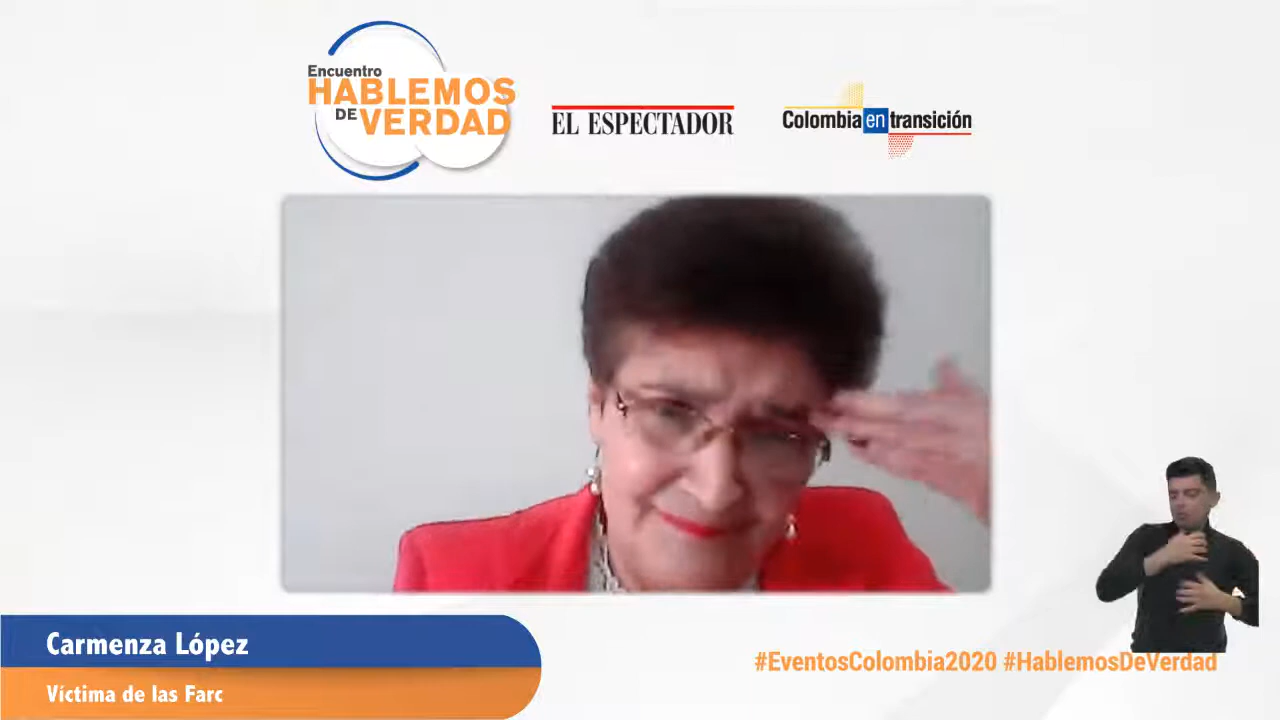 Encuentro
HABLEMOS
DE VERDAD
EL ESPECTADOR
Colombia en transición
Carmenza López
Víctima de las Farc
#EventosColombia2020 #HablemosDeVerdad